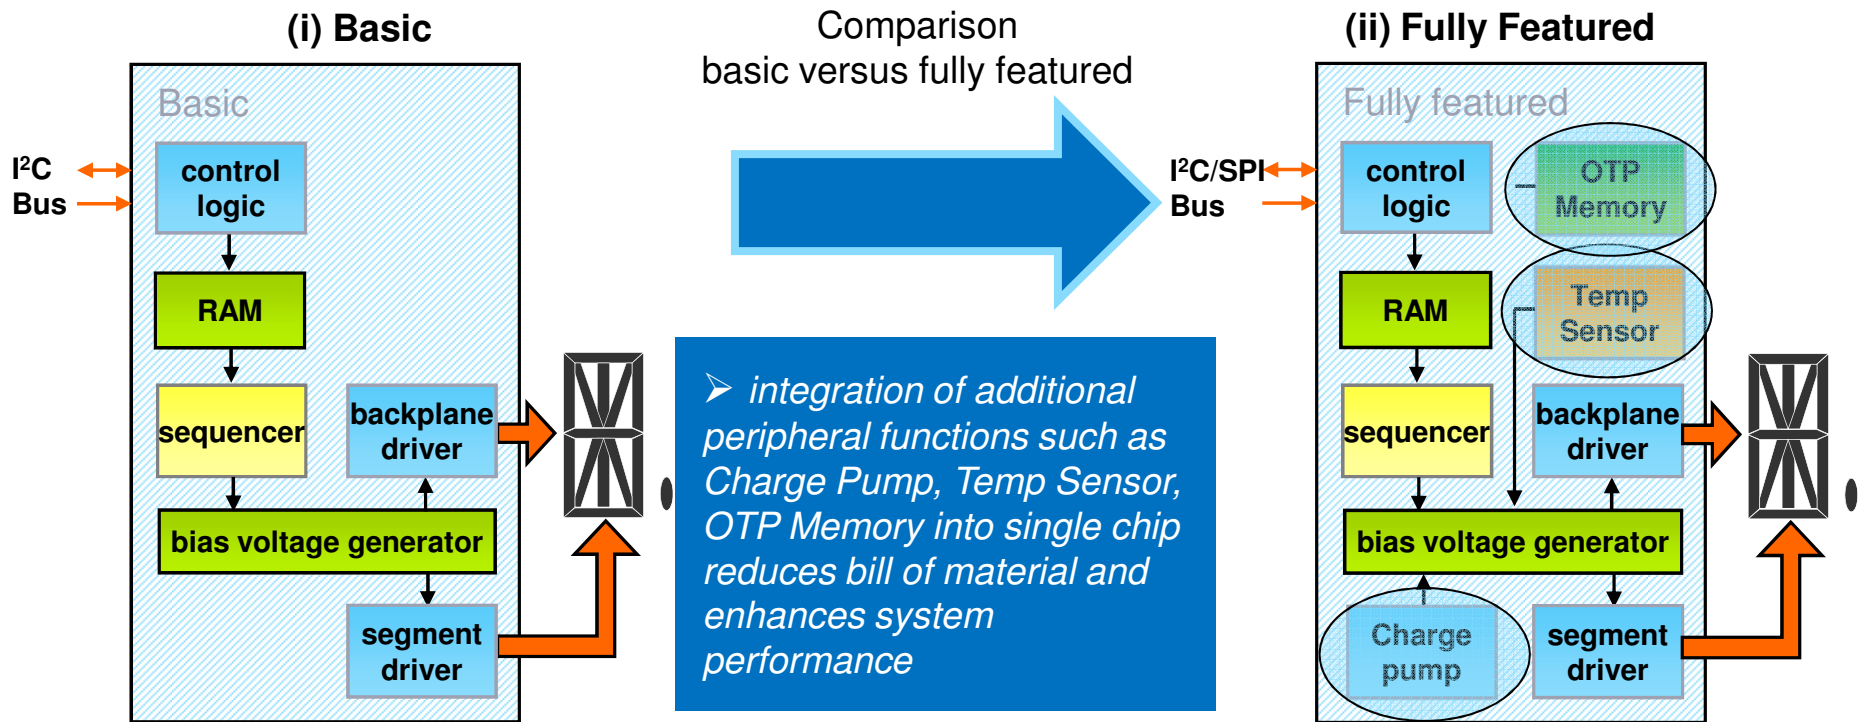 (i) Basic
Basic
I²C
Bus
control
logic
RAM
sequencer
backplane
driver
bias voltage generator
segment
driver
Comparison
basic versus fully featured
➢ integration of additional
peripheral functions such as
Charge Pump, Temp Sensor,
OTP Memory into single chip
reduces bill of material and
enhances system
performance
(ii) Fully Featured
Fully featured
I²C/SPI
Bus
control
logic
OTP
Memory
RAM
Temp
Sensor
sequencer
backplane
driver
bias voltage generator
Charge
pump
segment
driver